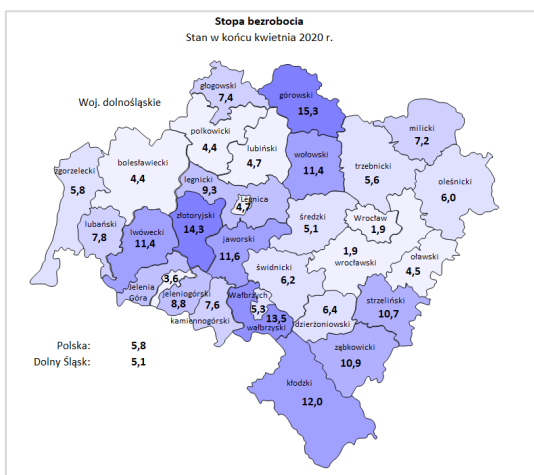 Stopa bezrobocia
Stan w końcu kwietnia 2020 r.
Woj. dolnośląskie
głogowski
7,4
górowski
15,3
milicki
7,2
polkowicki
4,4
lubiński
4,7
wołowski
11,4
trzebnicki
5,6
oleśnicki
6,0
zgorzelecki
5,8
bolesławiecki
4,4
legnicki
9,3
Legnica
4,7
lubański
7,8
lwówecki
11,4
złotoryjski
14,3
jaworski
11,6
średzki
5,1
Wrocław
1,9
1,9
wrocławski
oławski
4,5
3,6
Jelenia
Góra
jeleniogórski
8,8
7,6
kamiennogórski
Wałbrzych
5,3
13,5
wałbrzyski
świdnicki
6,2
6,4
dzierżoniowski
strzeliński
10,7
ząbkowicki
10,9
kłodzki
12,0
Polska: 5,8
Dolny Śląsk: 5,1